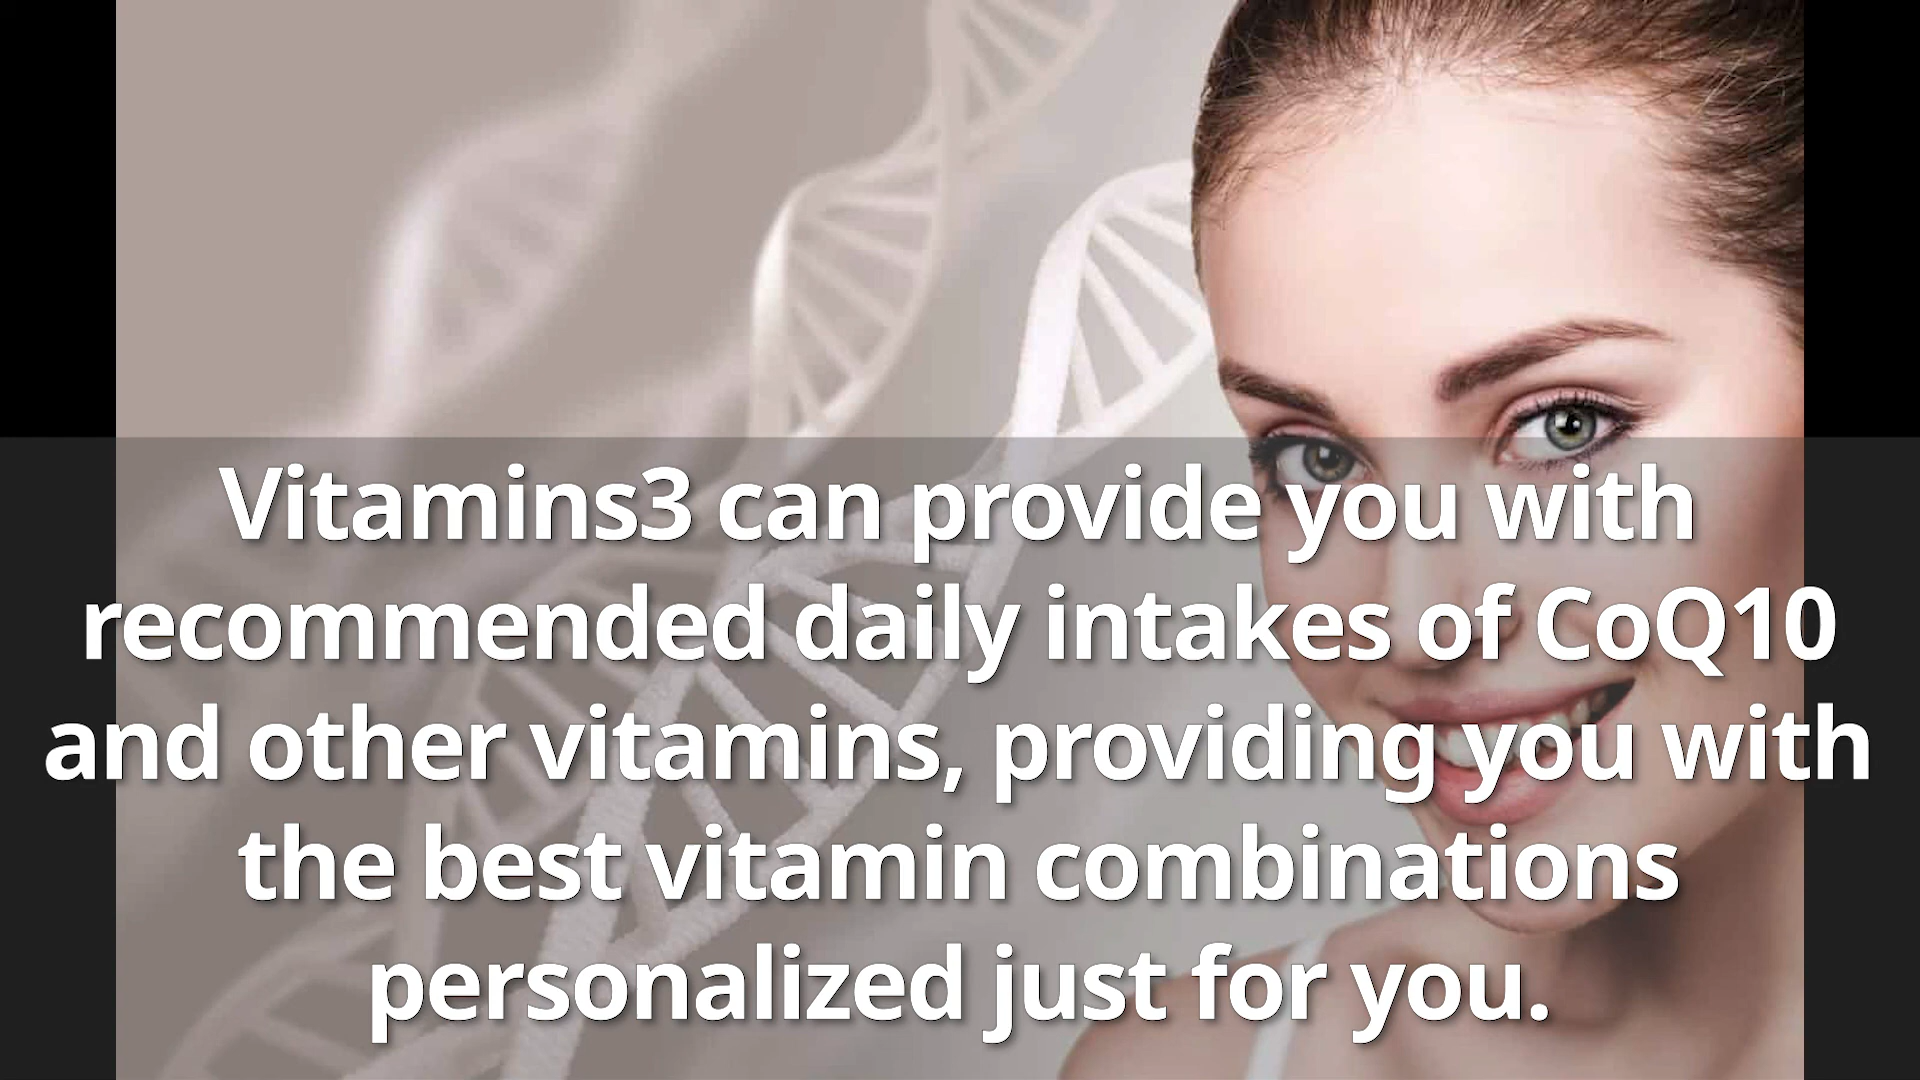 Vitamins3 can provide you with
recommended daily intakes of CoQ10
and other vitamins, providing you with
the best vitamin combinations
personalized just for you.